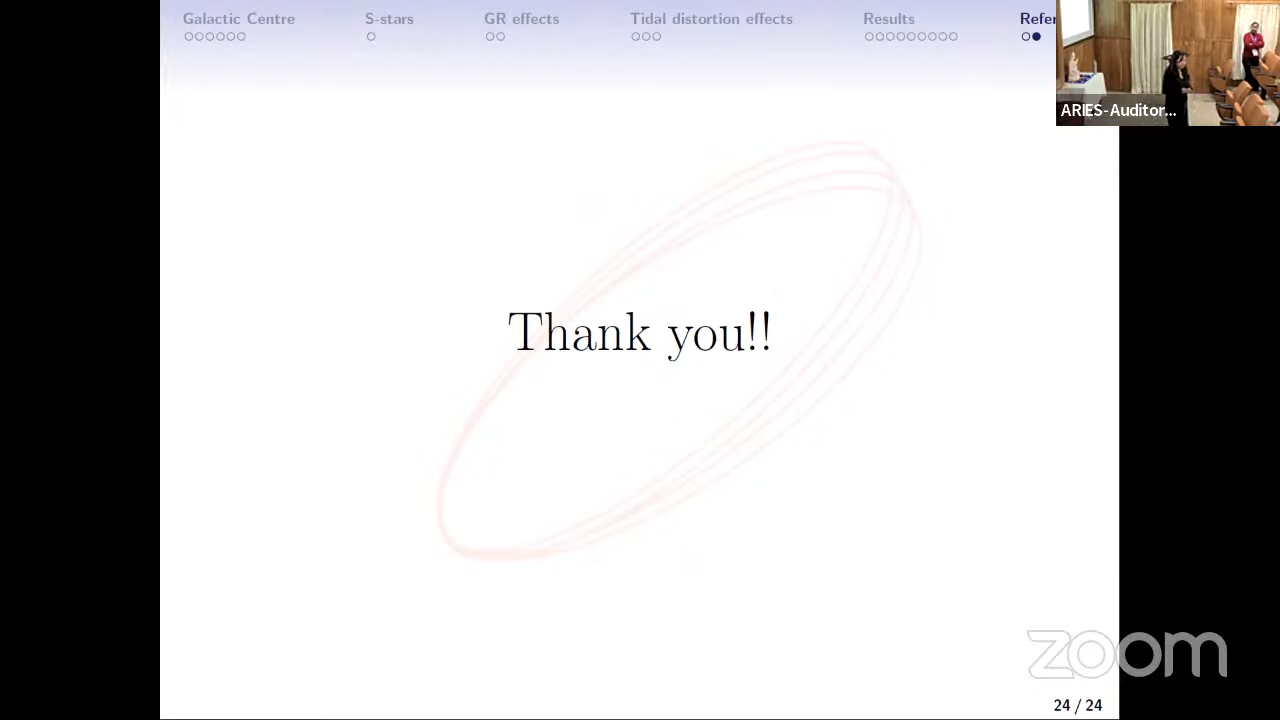 Galactic Centre
S-stars
GR effects
Tidal distortion effects
Results
Refer
ARIES-Auditor...
Thank you!!
zoom
24 / 24